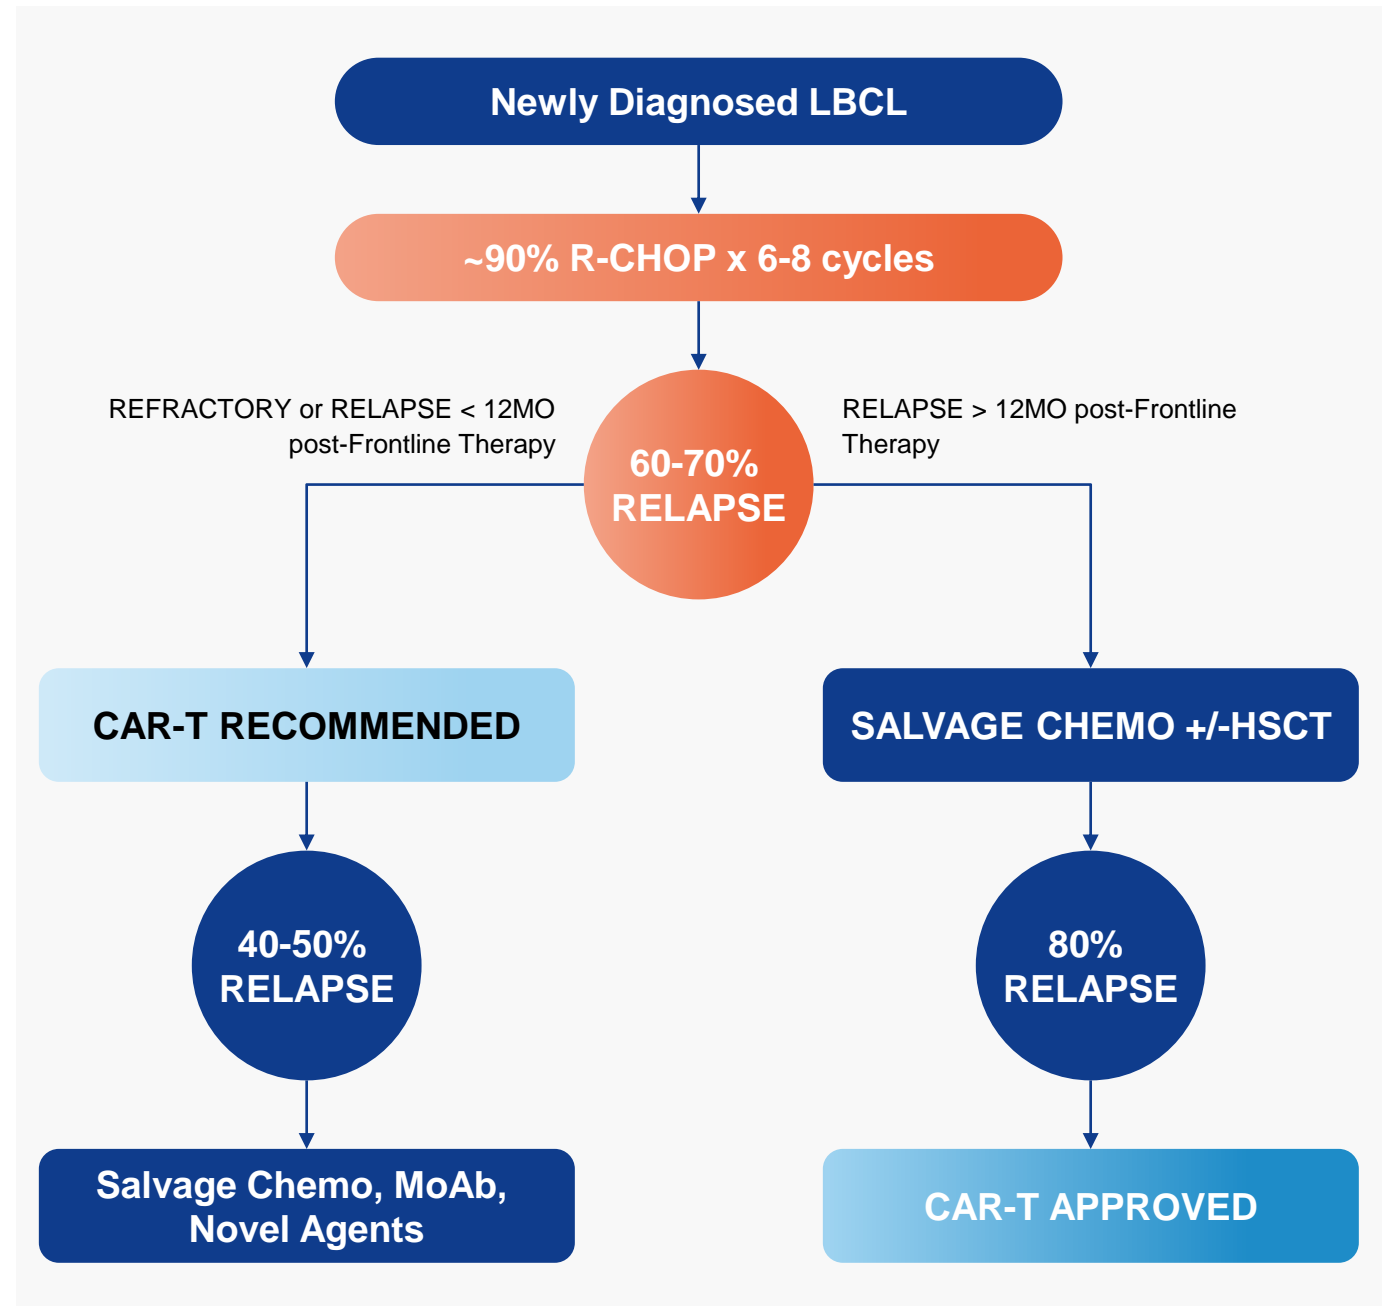 Newly Diagnosed LBCL
~90% R-CHOP x 6-8 cycles
REFRACTORY or RELAPSE < 12MO
post-Frontline Therapy
RELAPSE > 12MO post-Frontline
Therapy
60-70%
RELAPSE
CAR-T RECOMMENDED
SALVAGE CHEMO +/-HSCT
40-50%
RELAPSE
80%
RELAPSE
Salvage Chemo, MoAb,
Novel Agents
CAR-T APPROVED